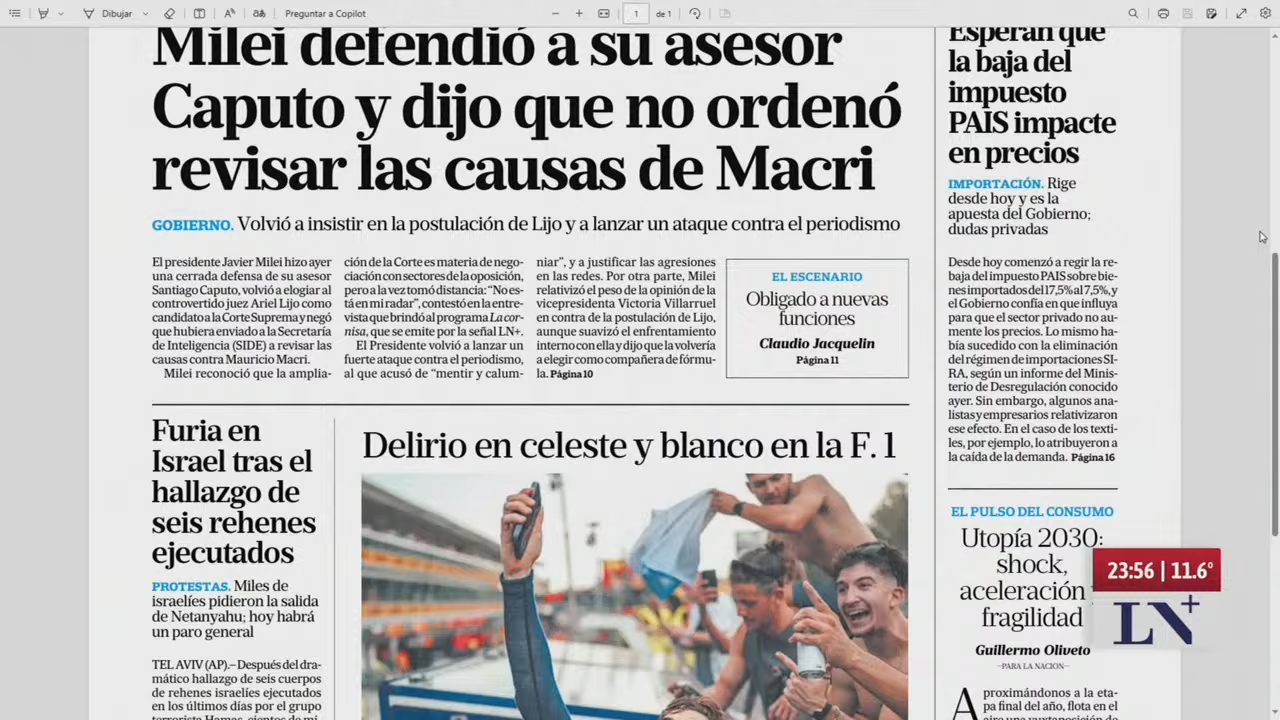 Dibujar
Preguntar a Copilot
1
de 1
Milei defendió a su asesor
Caputo y dijo que no ordenó
revisar las causas de Macri
GOBIERNO. Volvió a insistir en la postulación de Lijo y a lanzar un ataque contra el periodismo
El presidente Javier Milei hizo ayer
una cerrada defensa de su asesor
Santiago Caputo, volvió a elogiar al
controvertido juez Ariel Lijo como
candidato a la Corte Suprema y negó
que hubiera enviado a la Secretaría
de Inteligencia (SIDE) a revisar las
causas contra Mauricio Macri.
Milei reconoció que la amplia-
ción de la Corte es materia de nego-
ciación con sectores de la oposición,
pero a la vez tomó distancia: "No es-
tá en mi radar", contestó en la entre-
vista que brindó al programa La cor-
nisa, que se emite por la señal LN+.
El Presidente volvió a lanzar un
fuerte ataque contra el periodismo,
al que acusó de "mentir y calum-
niar", y a justificar las agresiones
en las redes. Por otra parte, Milei
relativizó el peso de la opinión de la
vicepresidenta Victoria Villarruel
en contra de la postulación de Lijo,
aunque suavizó el enfrentamiento
interno con ella y dijo que la volvería
a elegir como compañera de fórmu-
la. Página 10
EL ESCENARIO
Obligado a nuevas
funciones
Claudio Jacquelin
Página 11
Esperan que
la baja del
impuesto
PAIS impacte
en precios
IMPORTACIÓN. Rige
desde hoy y es la
apuesta del Gobierno;
dudas privadas
Desde hoy comenzó a regir la re-
baja del impuesto PAIS sobre bie-
nes importados del 17,5% al 7,5%, y
el Gobierno confía en que influya
para que el sector privado no au-
mente los precios. Lo mismo ha-
bía sucedido con la eliminación
del régimen de importaciones SI-
RA, según un informe del Minis-
terio de Desregulación conocido
ayer. Sin embargo, algunos ana-
listas y empresarios relativizaron
ese efecto. En el caso de los texti-
les, por ejemplo, lo atribuyeron a
la caída de la demanda. Página 16
Furia en
Israel tras el
hallazgo de
seis rehenes
ejecutados
PROTESTAS. Miles de
israelíes pidieron la salida
de Netanyahu; hoy habrá
un paro general
TEL AVIV (AP).– Después del dra-
mático hallazgo de seis cuerpos
de rehenes israelíes ejecutados
en los últimos días por el grupo
terrorista Hamas, cientos de mi-
Delirio en celeste y blanco en la F. 1
EL PULSO DEL CONSUMO
Utopía 2030:
shock,
aceleración
fragilidad
Guillermo Oliveto
—PARA LA NACION—
Aproximándonos a la eta-
pa final del año, flota en el
aire una yuxtaposición de
23:56 | 11.6°
LN+